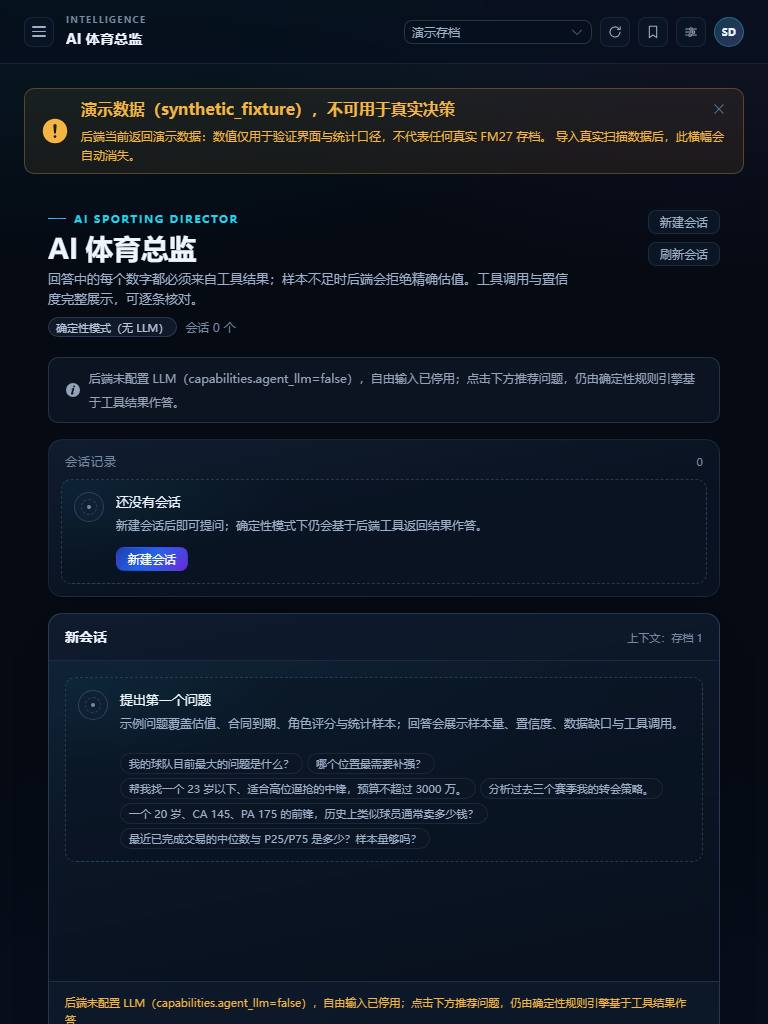 INTELLIGENCE
AI 体育总监
演示存档
SD
演示数据（synthetic_fixture），不可用于真实决策
后端当前返回演示数据：数值仅用于验证界面与统计口径，不代表任何真实 FM27 存档。 导入真实扫描数据后，此横幅会
自动消失。
AI SPORTING DIRECTOR
AI 体育总监
新建会话
刷新会话
回答中的每个数字都必须来自工具结果；样本不足时后端会拒绝精确估值。工具调用与置信
度完整展示，可逐条核对。
确定性模式（无 LLM）
会话 0 个
后端未配置 LLM（capabilities.agent_llm=false），自由输入已停用；点击下方推荐问题，仍由确定性规则引擎基
于工具结果作答。
会话记录
0
还没有会话
新建会话后即可提问；确定性模式下仍会基于后端工具返回结果作答。
新建会话
新会话
上下文：存档 1
提出第一个问题
示例问题覆盖估值、合同到期、角色评分与统计样本；回答会展示样本量、置信度、数据缺口与工具调用。
我的球队目前最大的问题是什么？
哪个位置最需要补强？
帮我找一个 23 岁以下、适合高位逼抢的中锋，预算不超过 3000 万。
分析过去三个赛季我的转会策略。
一个 20 岁、CA 145、PA 175 的前锋，历史上类似球员通常卖多少钱？
最近已完成交易的中位数与 P25/P75 是多少？样本量够吗？
后端未配置 LLM（capabilities.agent_llm=false），自由输入已停用；点击下方推荐问题，仍由确定性规则引擎基于工具结果作
答